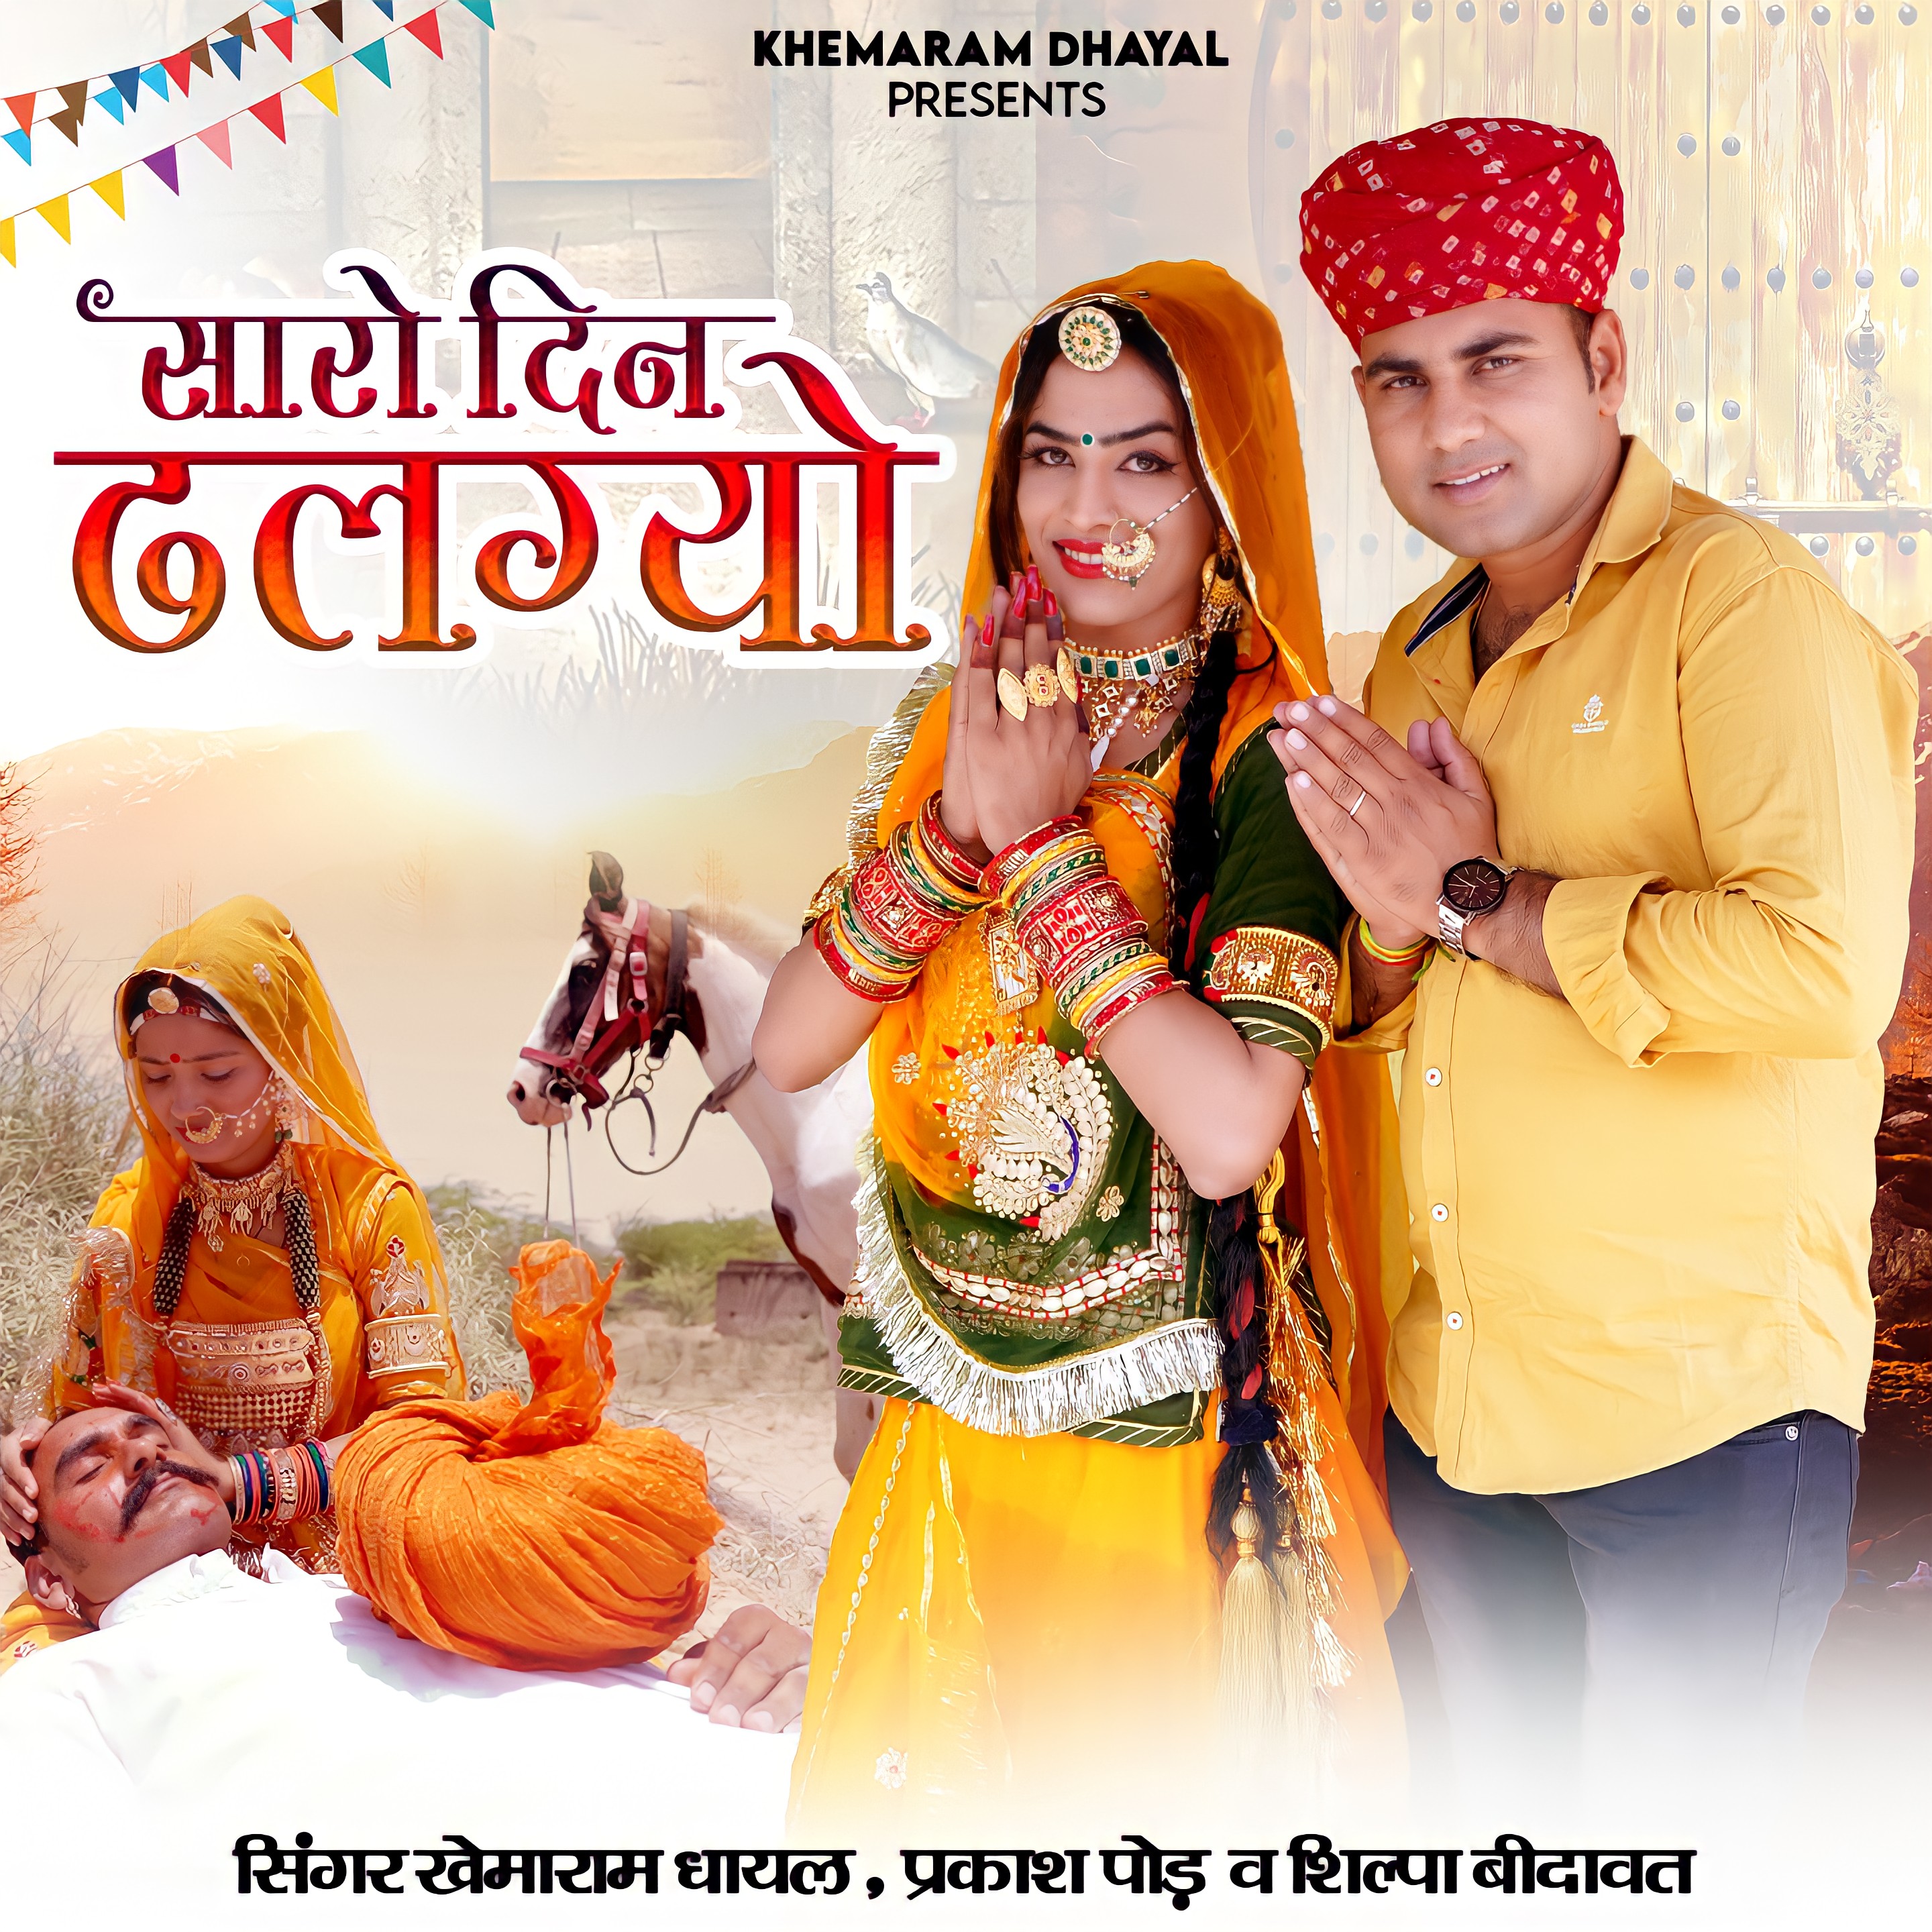 KHEMARAM DHAYAL
PRESENTS
सारो दिन
ढलग्यो
सिंगर खेमाराम धायल , प्रकाश पोड़ व शिल्पा बीदावत